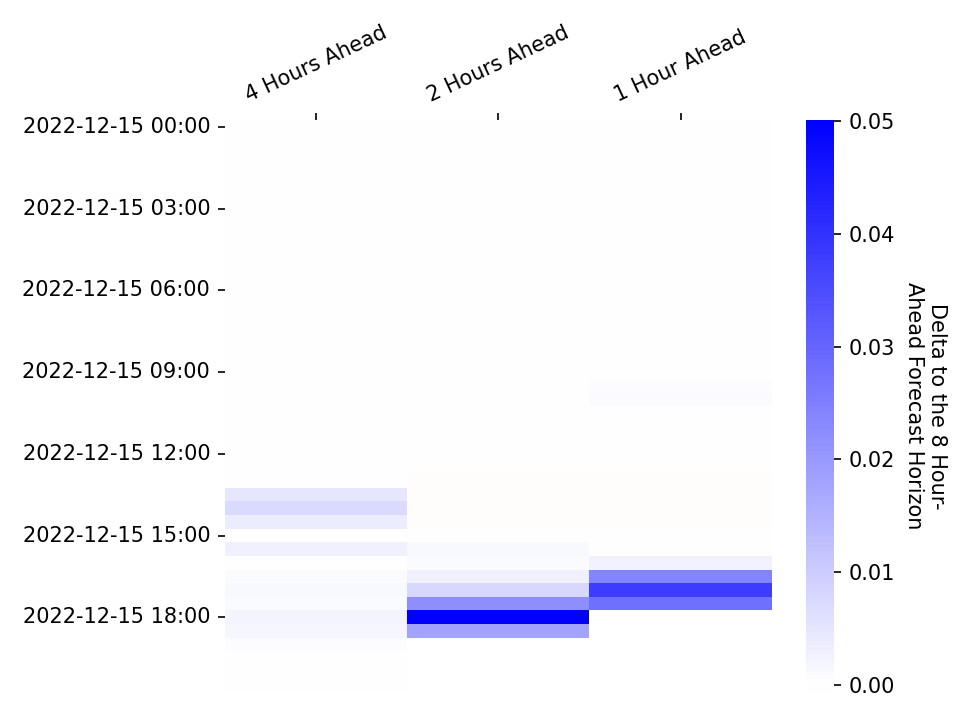 4 Hours Ahead
2 Hours Ahead
1 Hour Ahead
2022-12-15 00:00
2022-12-15 03:00
2022-12-15 06:00
2022-12-15 09:00
2022-12-15 12:00
2022-12-15 15:00
2022-12-15 18:00
0.05
0.04
0.03
0.02
0.01
0.00
Delta to the 8 Hour-
Ahead Forecast Horizon